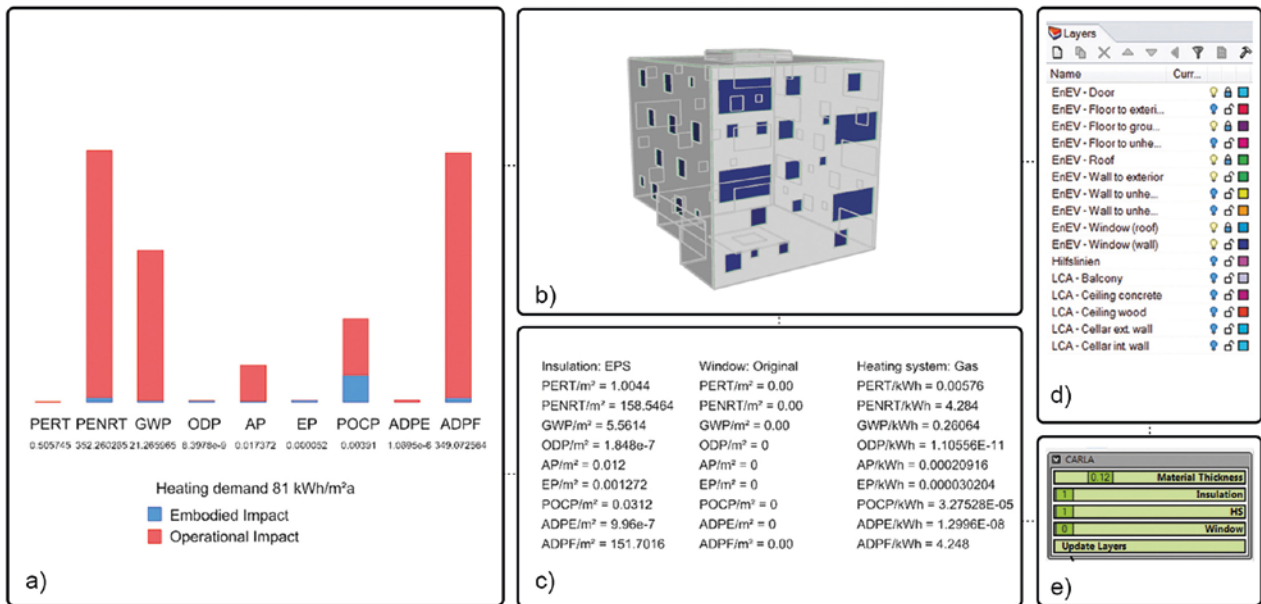 PERT PENRT GWP ODP AP EP POCP ADPE ADPF
0.505745 352.260285 21.265965 8.3978e-9 0.017372 0.000052 0.00391 1.0895e-6 349.072564
Heating demand 81 kWh/m²a
Embodied Impact
Operational Impact
a)
b)
Insulation: EPS
PERT/m² = 1.0044
PENRT/m² = 158.5464
GWP/m² = 5.5614
ODP/m² = 1.848e-7
AP/m² = 0.012
EP/m² = 0.001272
POCP/m² = 0.0312
ADPE/m² = 9.96e-7
ADPF/m² = 151.7016
Window: Original
PERT/m² = 0.00
PENRT/m² = 0.00
GWP/m² = 0.00
ODP/m² = 0
AP/m² = 0
EP/m² = 0
POCP/m² = 0
ADPE/m² = 0
ADPF/m² = 0.00
Heating system: Gas
PERT/kWh = 0.00576
PENRT/kWh = 4.284
GWP/kWh = 0.26064
ODP/kWh = 1.10556E-11
AP/kWh = 0.00020916
EP/kWh = 0.000030204
POCP/kWh = 3.27528E-05
ADPE/kWh = 1.2996E-08
ADPF/kWh = 4.248
c)
Layers
Name Curr...
EnEV - Door
EnEV - Floor to exteri...
EnEV - Floor to grou...
EnEV - Floor to unhe...
EnEV - Roof
EnEV - Wall to exterior
EnEV - Wall to unhe...
EnEV - Wall to unhe...
EnEV - Window (roof)
EnEV - Window (wall)
Hilfslinien
LCA - Balcony
LCA - Ceiling concrete
LCA - Ceiling wood
LCA - Cellar ext. wall
LCA - Cellar int. wall
d)
CARLA
0.12 Material Thickness
1 Insulation
1 HS
0 Window
Update Layers
e)